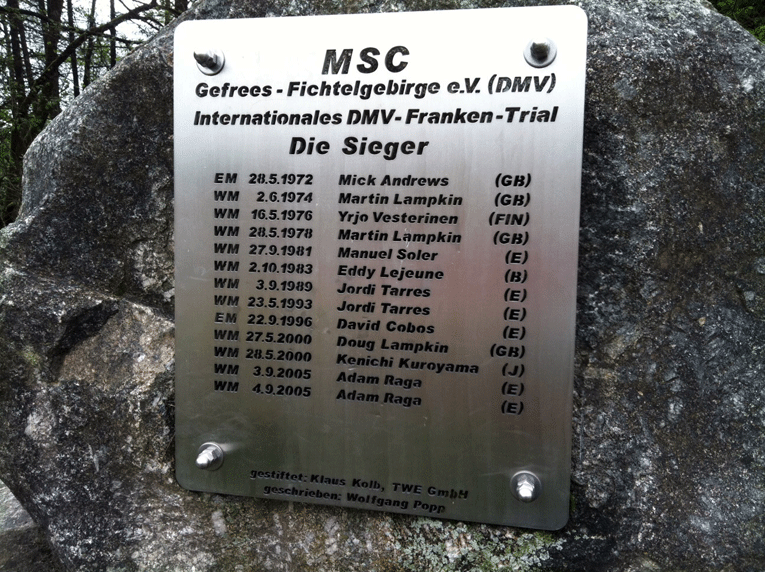 MSC
Gefrees - Fichtelgebirge e.V. (DMV)
Internationales DMV - Franken - Trial
Die Sieger
EM 28.5.1972 Mick Andrews (GB)
WM 2.6.1974 Martin Lampkin (GB)
WM 16.5.1976 Yrjo Vesterinen (FIN)
WM 28.5.1978 Martin Lampkin (GB)
WM 27.9.1981 Manuel Soler (E)
WM 2.10.1983 Eddy Lejeune (B)
WM 3.9.1989 Jordi Tarres (E)
WM 23.5.1993 Jordi Tarres (E)
EM 22.9.1996 David Cobos (E)
WM 27.5.2000 Doug Lampkin (GB)
WM 28.5.2000 Kenichi Kuroyama (J)
WM 3.9.2005 Adam Raga (E)
WM 4.9.2005 Adam Raga (E)
gestiftet: Klaus Kolb, TWE GmbH
geschrieben: Wolfgang Popp